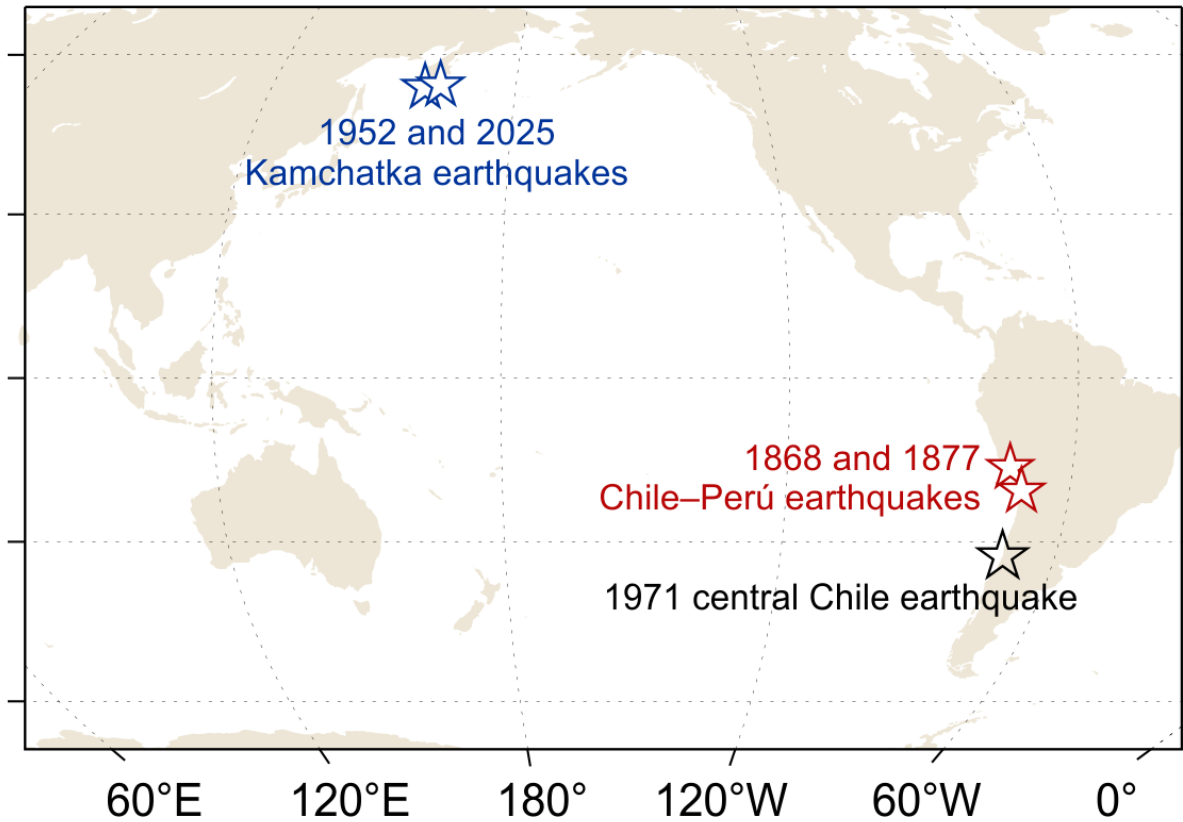 1952 and 2025
Kamchatka earthquakes
1868 and 1877
Chile–Perú earthquakes
1971 central Chile earthquake
60°E 120°E 180° 120°W 60°W 0°